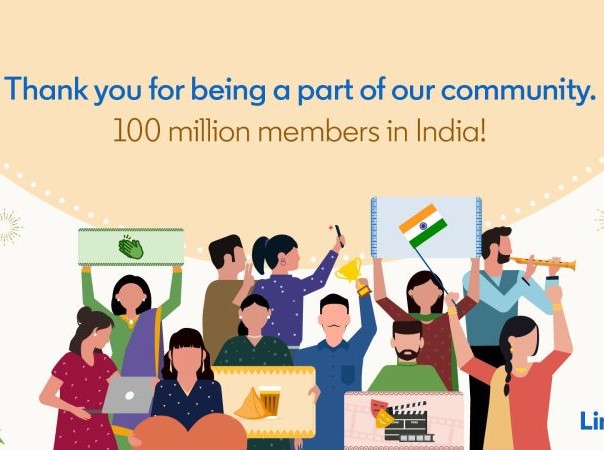 Thank you for being a part of our community.
100 million members in India!